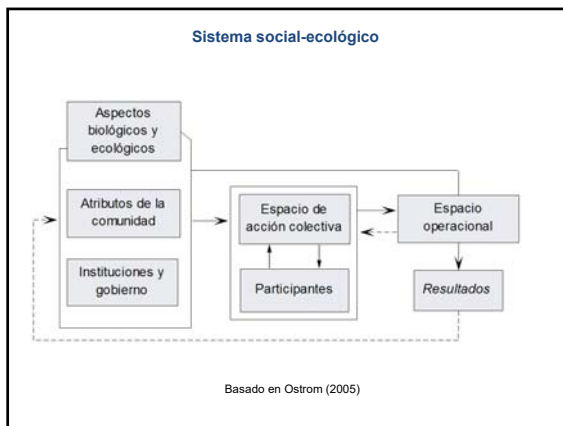 Sistema social-ecológico
Aspectos
biológicos y
ecológicos
Atributos de la
comunidad
Instituciones y
gobierno
Espacio de
acción colectiva
Participantes
Espacio
operacional
Resultados
Basado en Ostrom (2005)